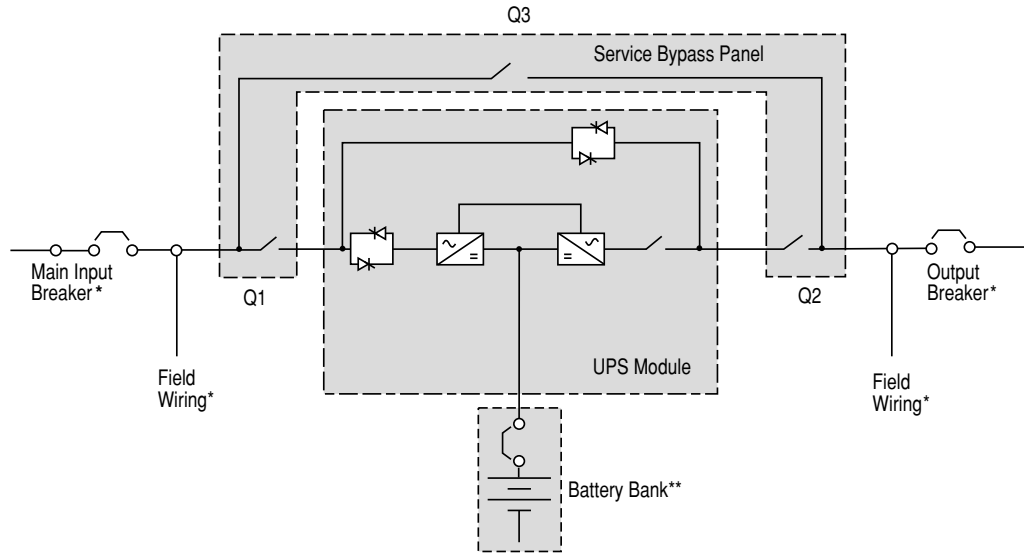 Q3
Service Bypass Panel
Main Input
Breaker*
Q1
Q2
Output
Breaker*
UPS Module
Field
Wiring*
Field
Wiring*
Battery Bank**